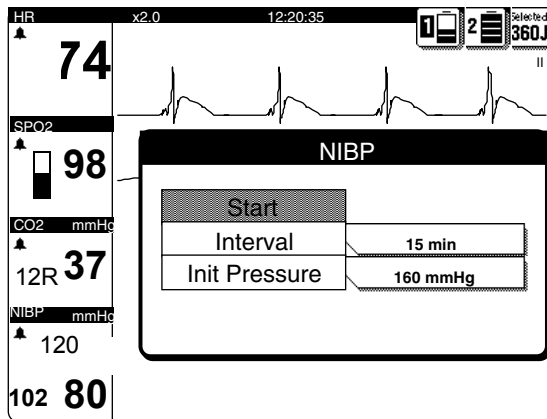 HR x2.0 12:20:35 1 2 Selected
360J
74 II
SPO2
98
NIBP
Start
CO2 mmHg
Interval 15 min
12R 37
Init Pressure 160 mmHg
NIBP mmHg
120
102 80